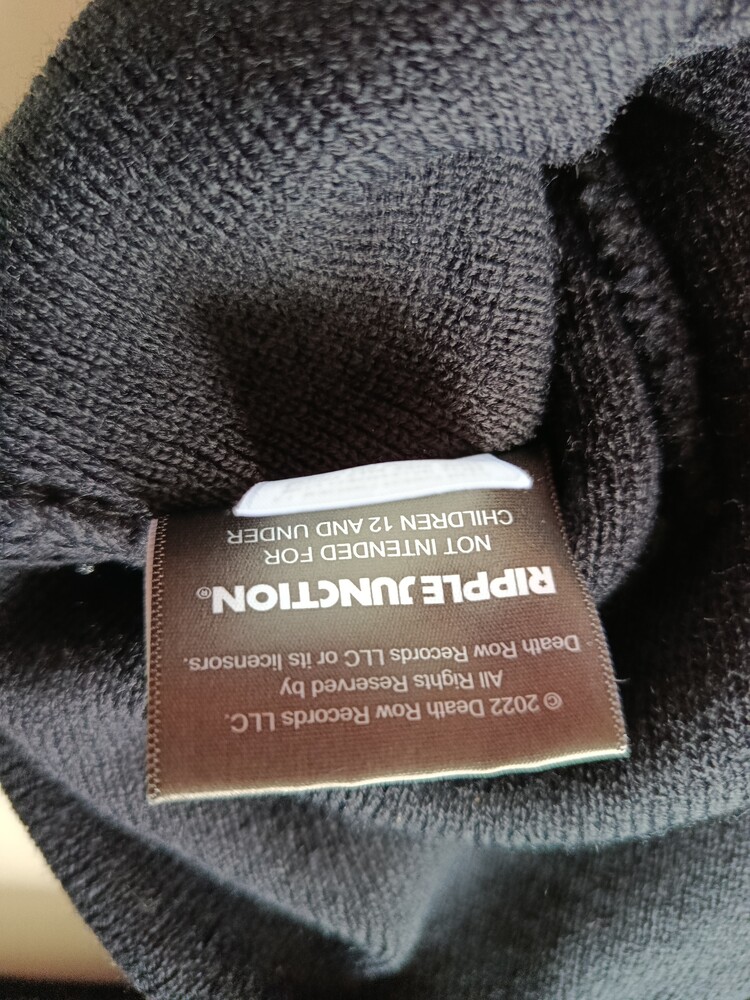 © 2022 Death Row Records LLC.
All Rights Reserved by
Death Row Records LLC or its licensors.
RIPPLE JUNCTION®
NOT INTENDED FOR
CHILDREN 12 AND UNDER